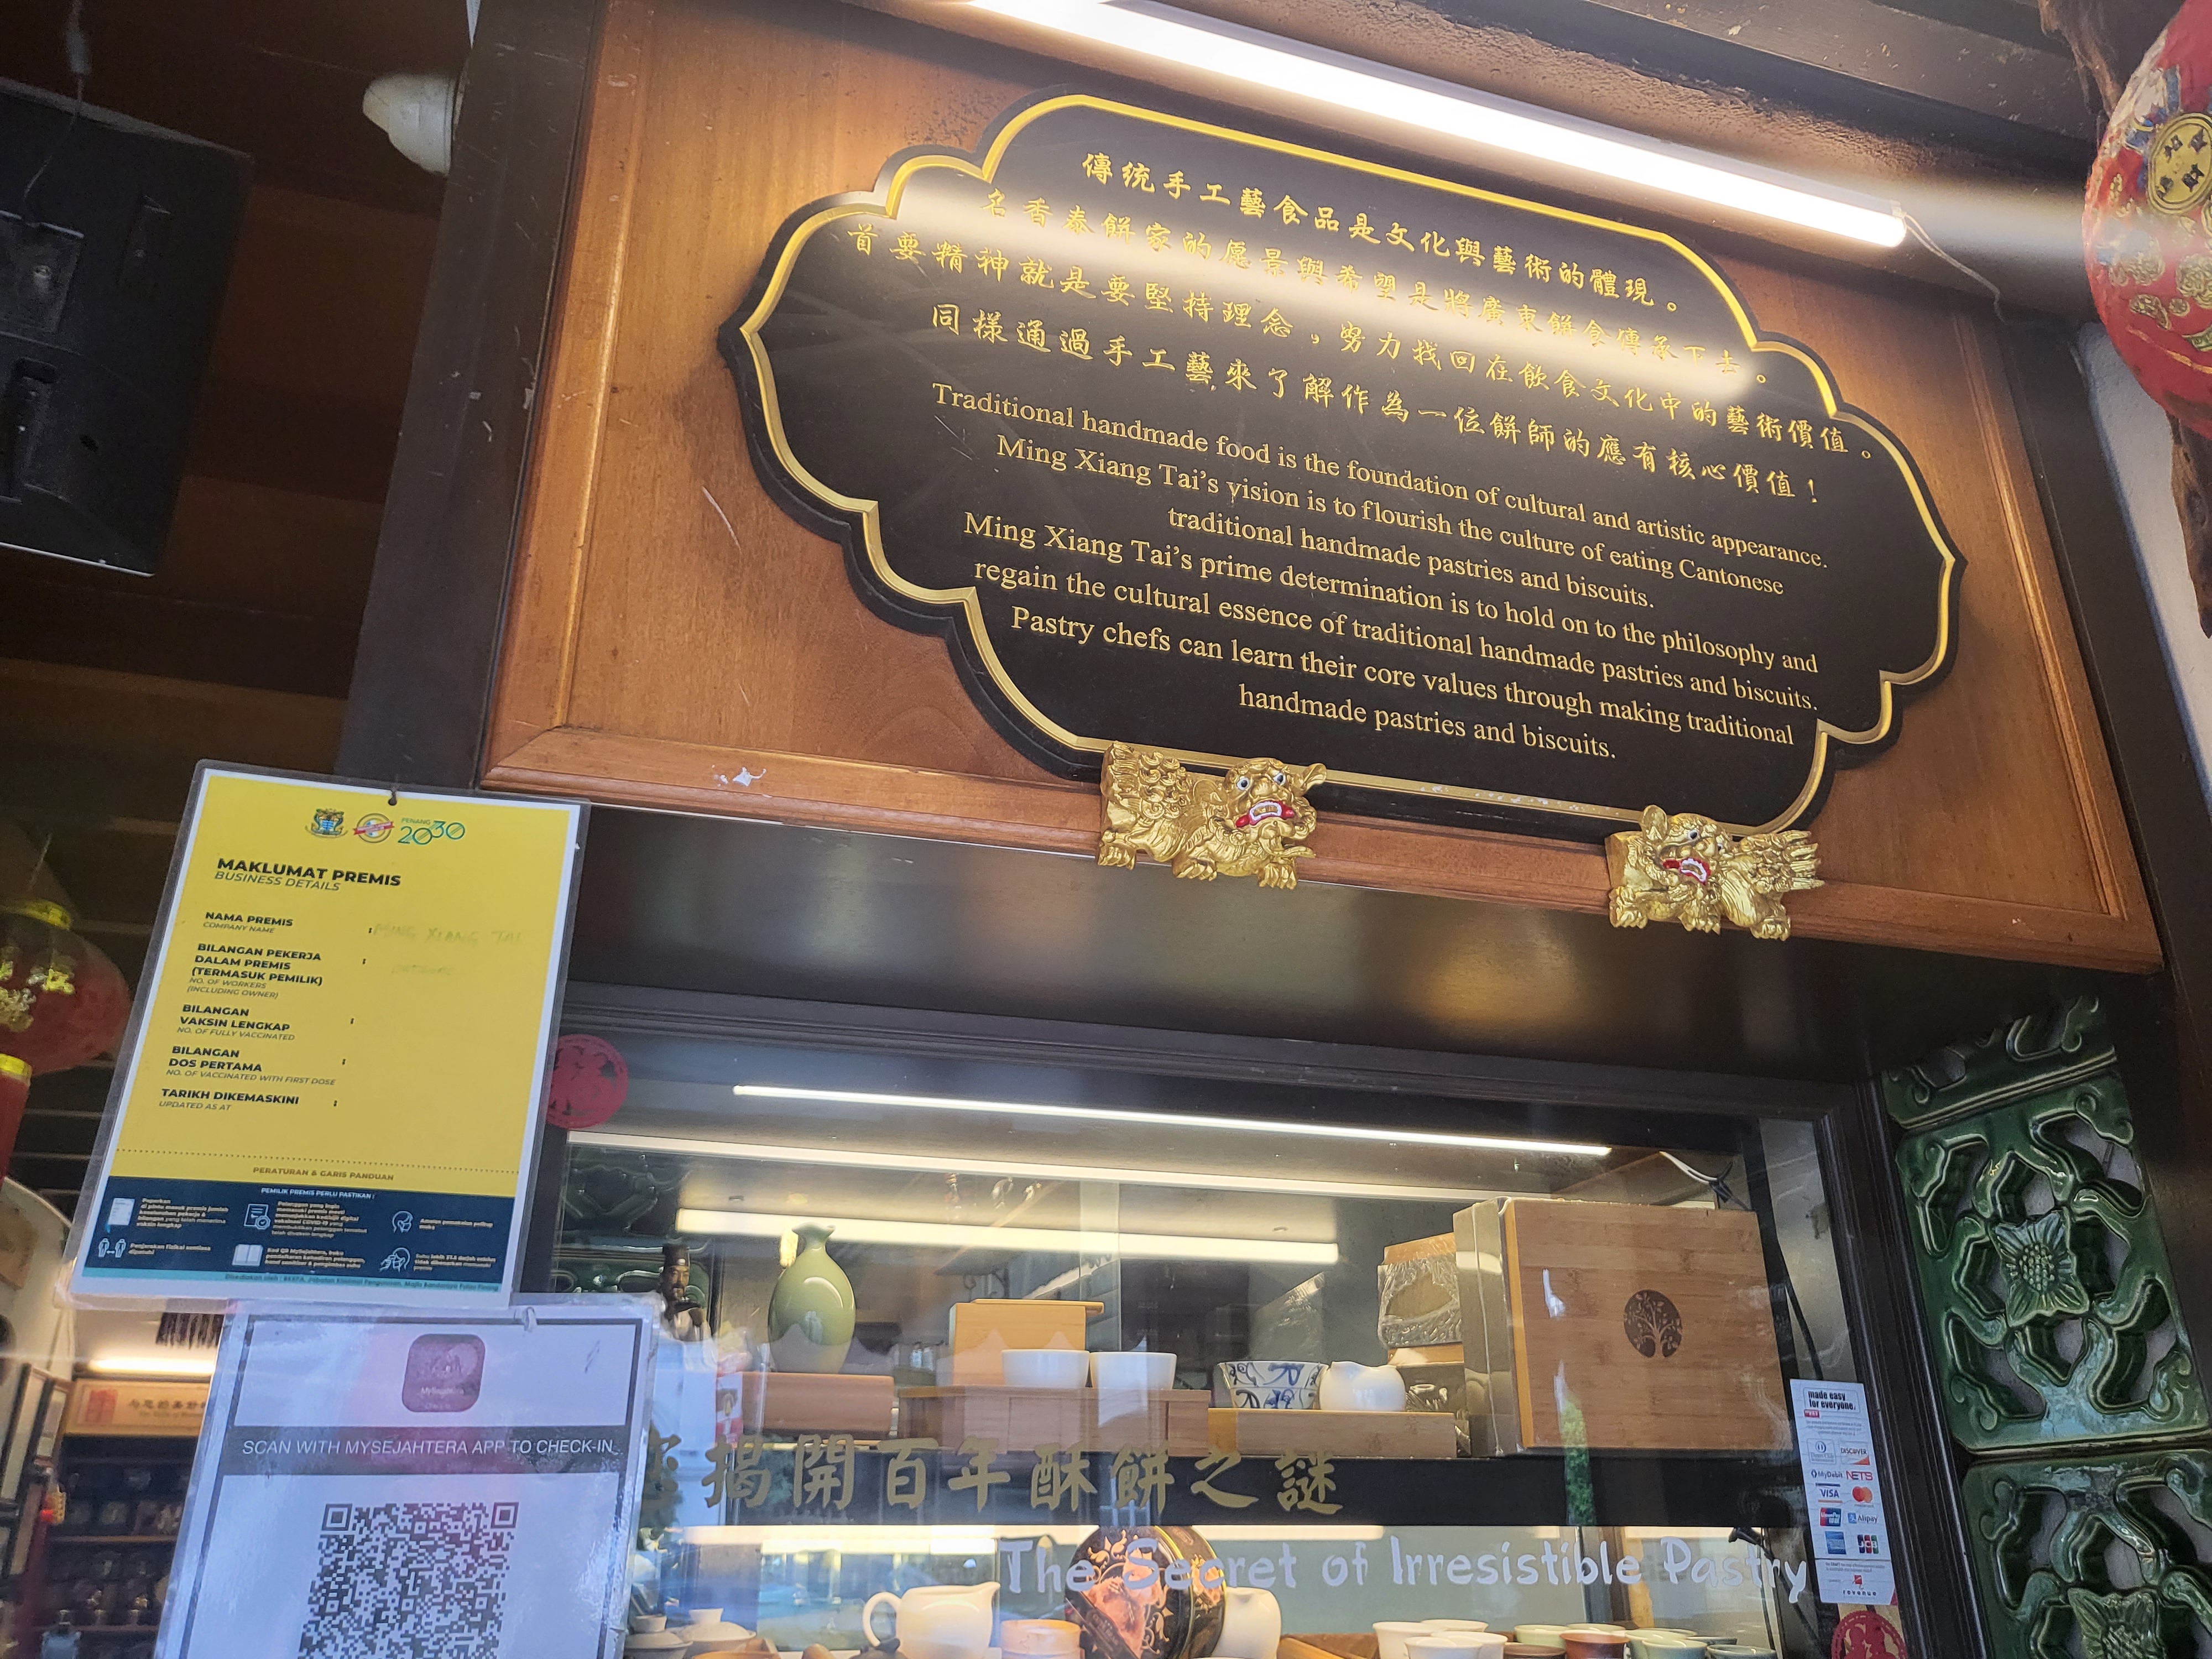 傳統手工藝食品是文化與藝術的體現。
名香泰餅家的愿景與希望是將廣東餅食傳承下去。
首要精神就是要堅持理念，努力找回在飲食文化中的藝術價值。
同樣通過手工藝來了解作為一位餅師的應有核心價值！
Traditional handmade food is the foundation of cultural and artistic appearance.
Ming Xiang Tai's vision is to flourish the culture of eating Cantonese
traditional handmade pastries and biscuits.
Ming Xiang Tai's prime determination is to hold on to the philosophy and
regain the cultural essence of traditional handmade pastries and biscuits.
Pastry chefs can learn their core values through making traditional
handmade pastries and biscuits.
PENANG
2030
MAKLUMAT PREMIS
BUSINESS DETAILS
NAMA PREMIS
COMPANY NAME
: MING XIANG TAI
BILANGAN PEKERJA
DALAM PREMIS
(TERMASUK PEMILIK)
NO. OF WORKERS
(INCLUDING OWNER)
:
BILANGAN
VAKSIN LENGKAP
NO. OF FULLY VACCINATED
:
BILANGAN
DOS PERTAMA
NO. OF VACCINATED WITH FIRST DOSE
:
TARIKH DIKEMASKINI
UPDATED AS AT
:
PERATURAN & GARIS PANDUAN
PEMILIK PREMIS PERLU PASTIKAN :
SCAN WITH MYSEJAHTERA APP TO CHECK-IN
揭開百年酥餅之謎
The Secret of Irresistible Pastry
made easy
for everyone.
DISCOVER
MyDebit NETS
VISA
Alipay
JCB